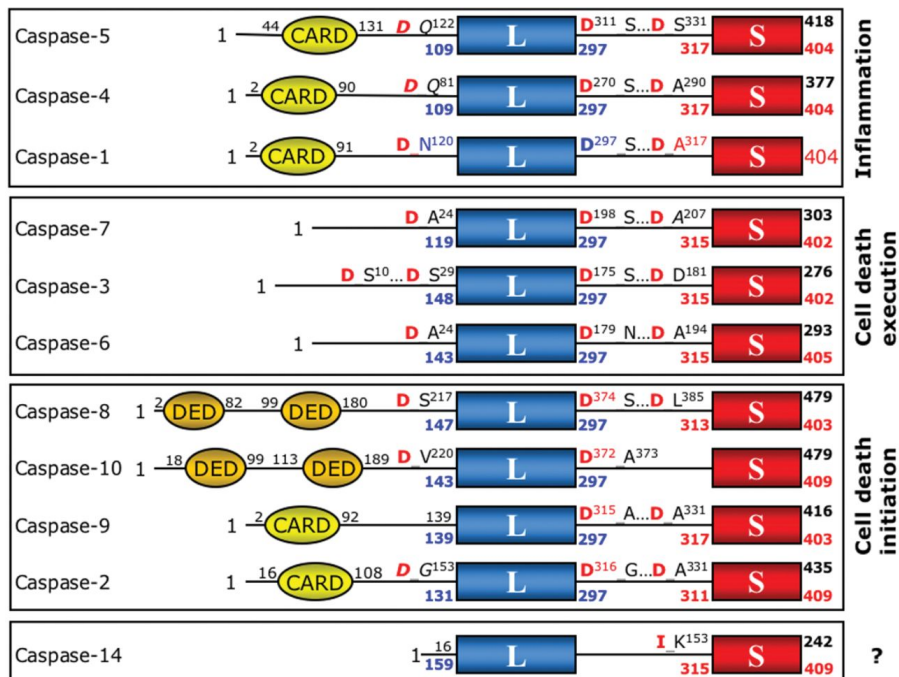 Caspase-5 1 44 CARD 131 D Q122 L D311 S...D S331 S 418
109 297 317 404
Caspase-4 1 2 CARD 90 D Q81 L D270 S...D A290 S 377
109 297 317 404
Caspase-1 1 2 CARD 91 D_N120 L D297_S...D_A317 S 404
Inflammation
Caspase-7 1 D A24 L D198 S...D A207 S 303
119 297 315 402
Caspase-3 1 D S10...D S29 L D175 S...D D181 S 276
148 297 315 402
Caspase-6 1 D A24 L D179 N...D A194 S 293
143 297 315 405
Cell death
execution
Caspase-8 1 2 DED 82 99 DED 180 D S217 L D374 S...D L385 S 479
147 297 313 403
Caspase-10 1 18 DED 99 113 DED 189 D_V220 L D372_A373 S 479
143 297 409
Caspase-9 1 2 CARD 92 139 L D315_A...D_A331 S 416
139 297 317 403
Caspase-2 1 16 CARD 108 D_G153 L D316_G...D_A331 S 435
131 297 311 409
Cell death
initiation
Caspase-14 1 16 L I_K153 S 242
159 315 409
?